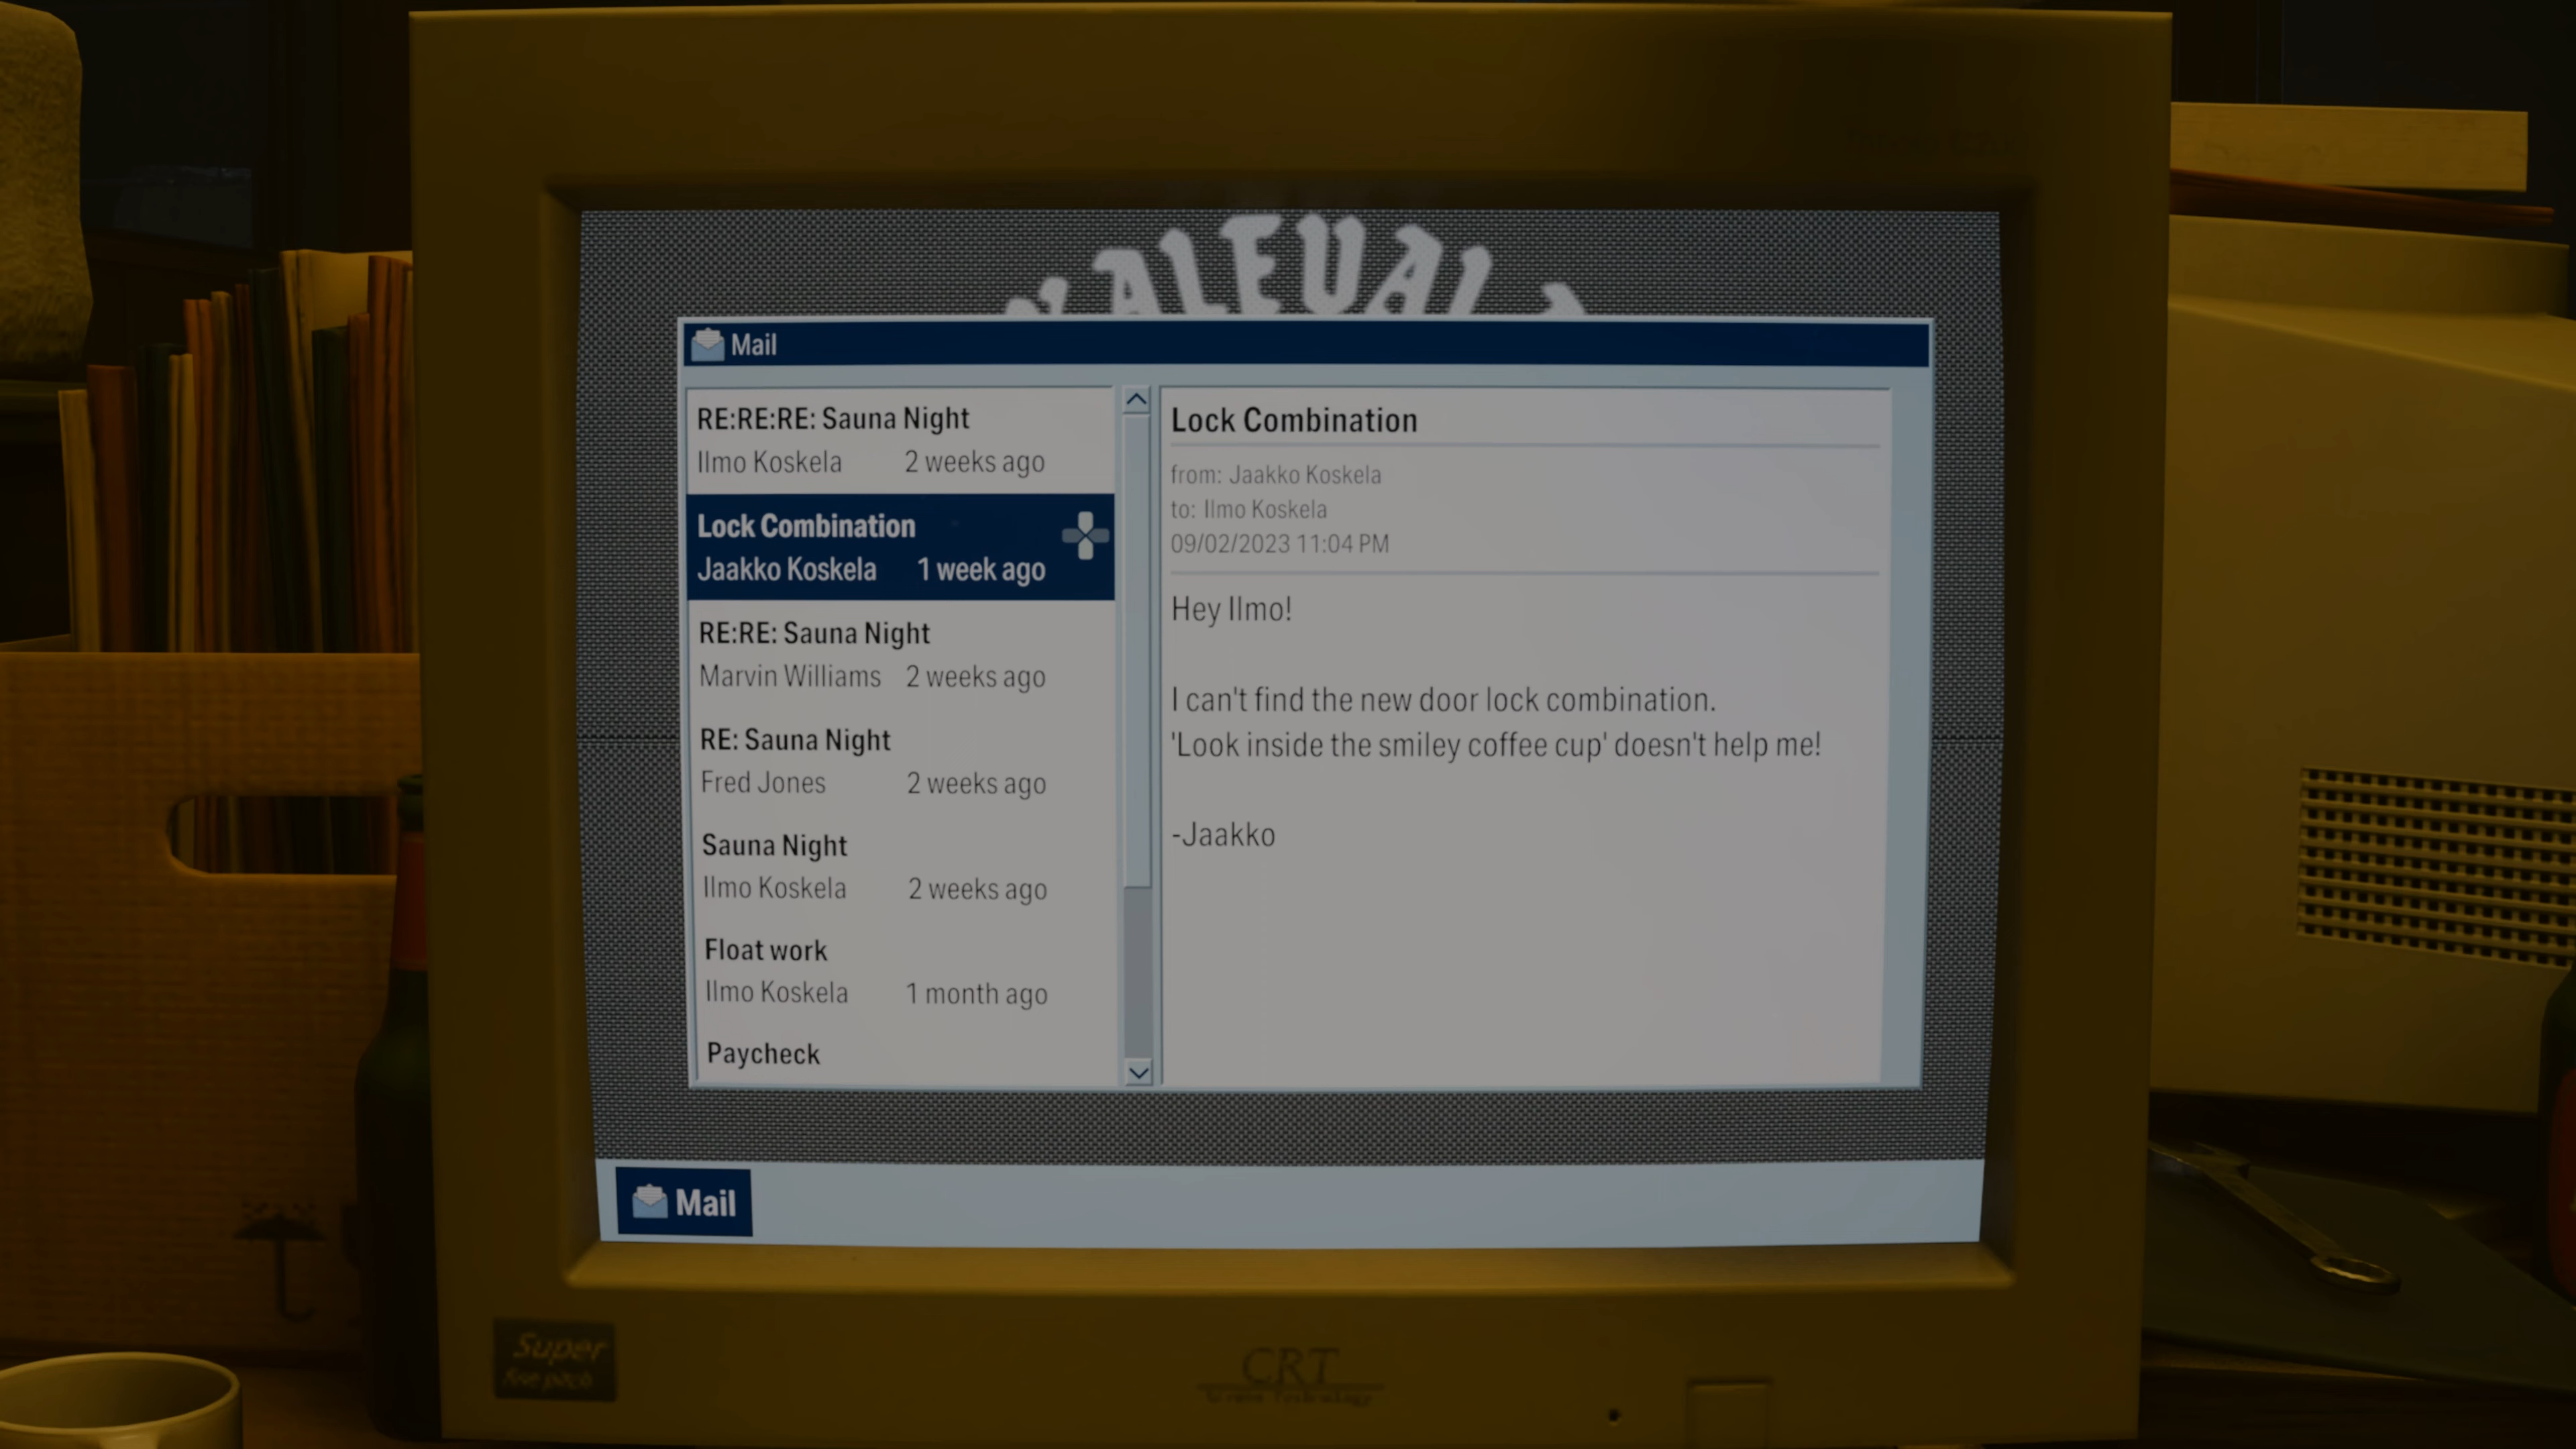 KALEVALA
Mail
RE:RE:RE: Sauna Night
Ilmo Koskela 2 weeks ago
Lock Combination
Jaakko Koskela 1 week ago
RE:RE: Sauna Night
Marvin Williams 2 weeks ago
RE: Sauna Night
Fred Jones 2 weeks ago
Sauna Night
Ilmo Koskela 2 weeks ago
Float work
Ilmo Koskela 1 month ago
Paycheck
Lock Combination
from: Jaakko Koskela
to: Ilmo Koskela
09/02/2023 11:04 PM
Hey Ilmo!
I can't find the new door lock combination.
'Look inside the smiley coffee cup' doesn't help me!
-Jaakko
Mail
Super
CRT